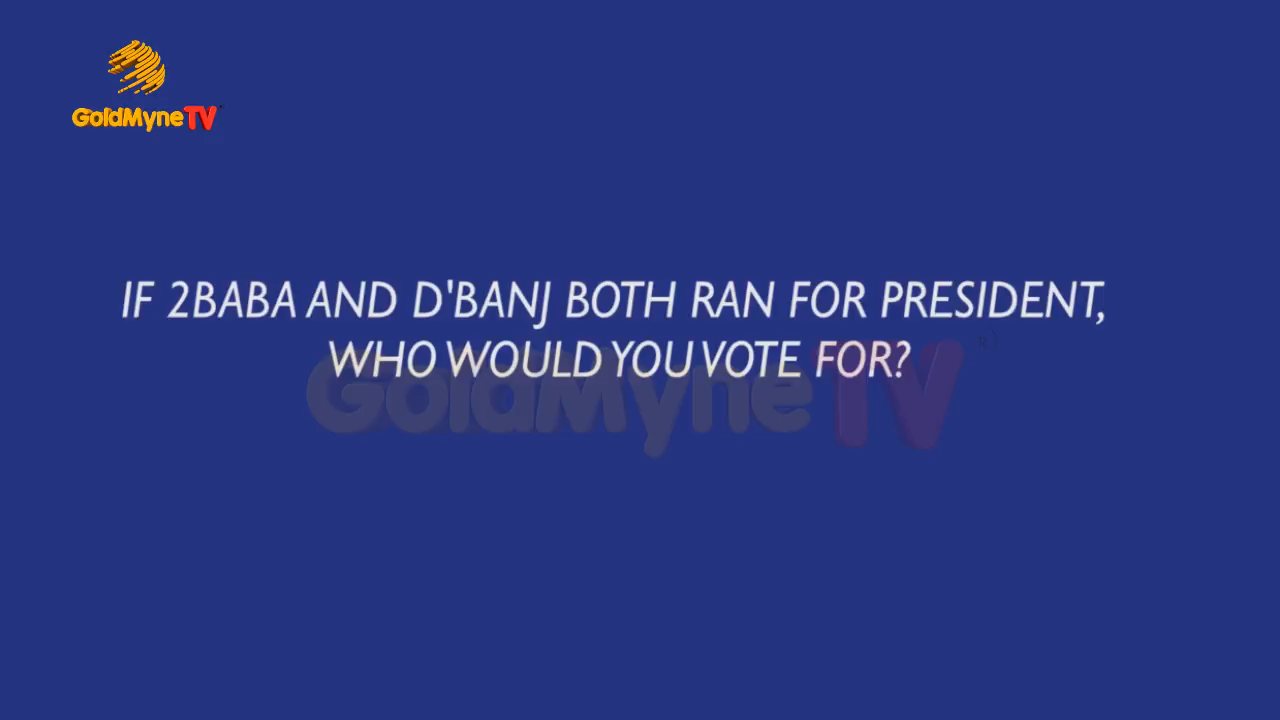 GoldMyneTV
IF 2BABA AND D'BANJ BOTH RAN FOR PRESIDENT,
WHO WOULD YOU VOTE FOR?
GoldMyneTV®